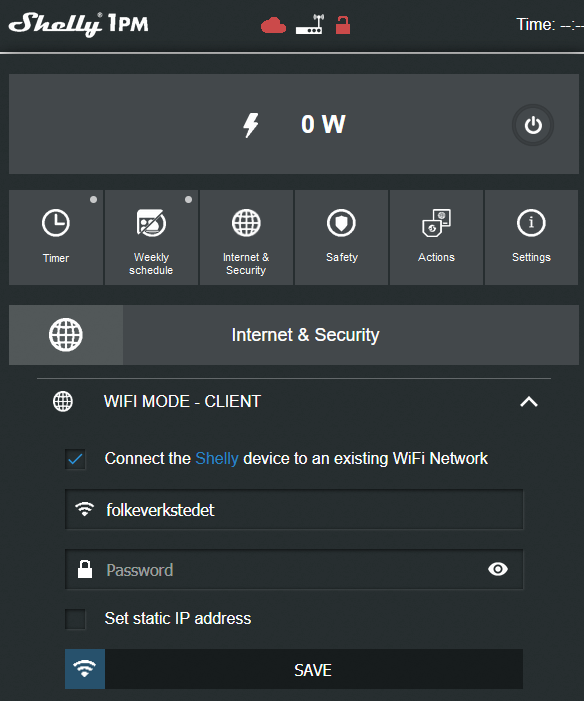 Shelly® 1PM
Time: --:--
0 W
Timer
Weekly
schedule
Internet &
Security
Safety
Actions
Settings
Internet & Security
WIFI MODE - CLIENT
Connect the Shelly device to an existing WiFi Network
folkeverkstedet
Password
Set static IP address
SAVE